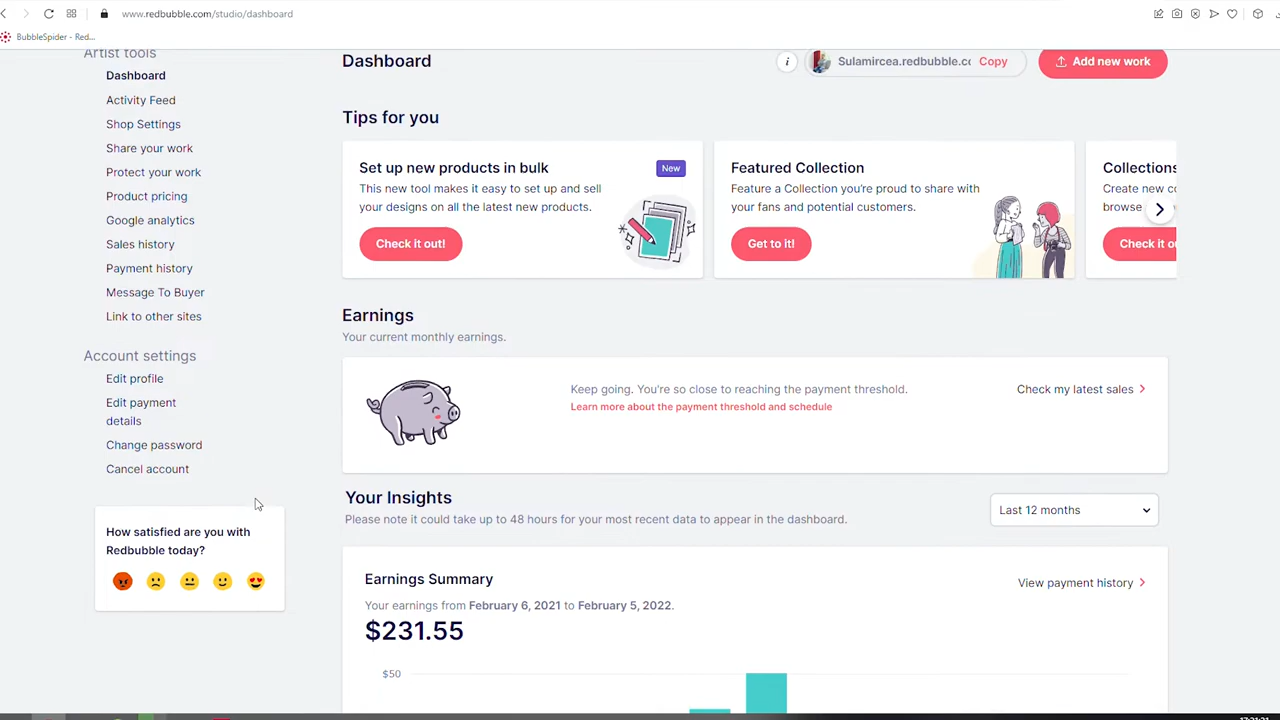 www.redbubble.com/studio/dashboard
BubbleSpider - Red...
Artist tools
Dashboard
Activity Feed
Shop Settings
Share your work
Protect your work
Product pricing
Google analytics
Sales history
Payment history
Message To Buyer
Link to other sites
Account settings
Edit profile
Edit payment
details
Change password
Cancel account
How satisfied are you with
Redbubble today?
Dashboard
i
Sulamircea.redbubble.cc
Copy
Add new work
Tips for you
Set up new products in bulk
New
This new tool makes it easy to set up and sell
your designs on all the latest new products.
Check it out!
Featured Collection
Feature a Collection you're proud to share with
your fans and potential customers.
Get to it!
Collections
Create new co
browse
Check it ou
Earnings
Your current monthly earnings.
Keep going. You're so close to reaching the payment threshold.
Learn more about the payment threshold and schedule
Check my latest sales
Your Insights
Please note it could take up to 48 hours for your most recent data to appear in the dashboard.
Last 12 months
Earnings Summary
View payment history
Your earnings from February 6, 2021 to February 5, 2022.
$231.55
$50